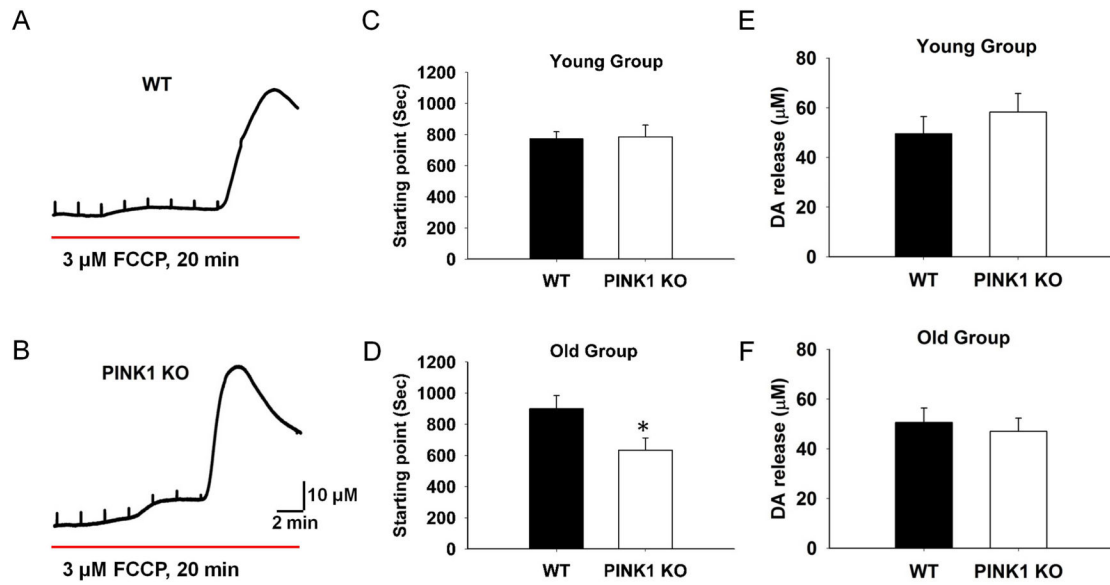 A
WT
3 µM FCCP, 20 min
B
PINK1 KO
10 µM
2 min
3 µM FCCP, 20 min
C
Young Group
Starting point (Sec)
1200
1000
800
600
400
200
0
WT PINK1 KO
D
Old Group
Starting point (Sec)
1200
1000
800
600
400
200
0
*
WT PINK1 KO
E
Young Group
DA release (µM)
80
60
40
20
0
WT PINK1 KO
F
Old Group
DA release (µM)
80
60
40
20
0
WT PINK1 KO